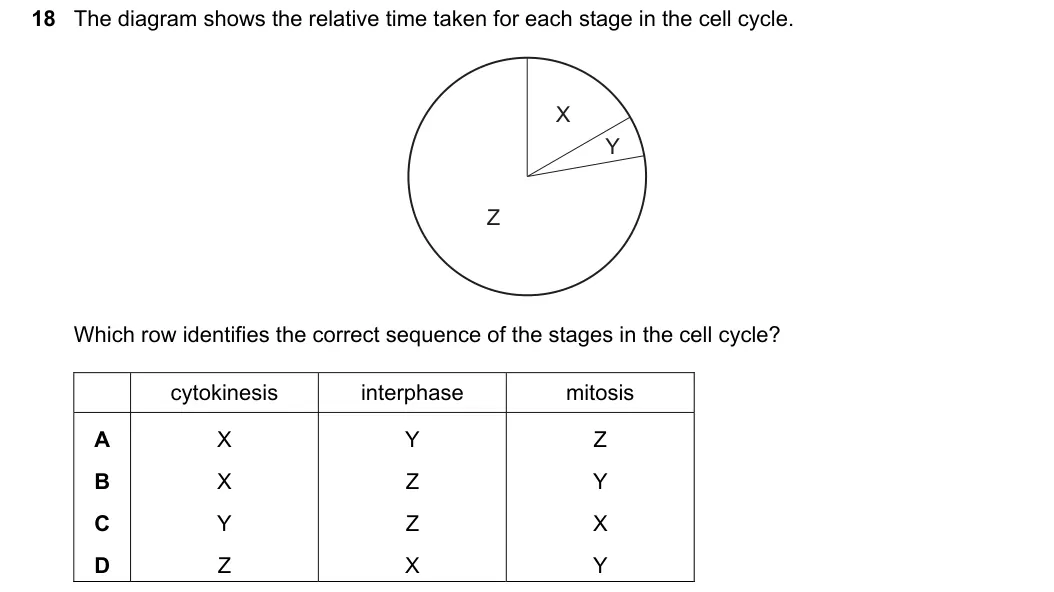 18 The diagram shows the relative time taken for each stage in the cell cycle.
X
Y
Z
Which row identifies the correct sequence of the stages in the cell cycle?
cytokinesis interphase mitosis
A X Y Z
B X Z Y
C Y Z X
D Z X Y